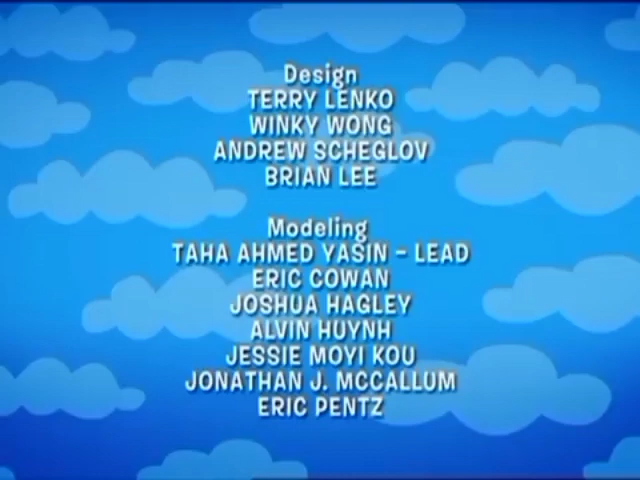 Design
TERRY LENKO
WINKY WONG
ANDREW SCHEGLOV
BRIAN LEE
Modeling
TAHA AHMED YASIN – LEAD
ERIC COWAN
JOSHUA HAGLEY
ALVIN HUYNH
JESSIE MOYI KOU
JONATHAN J. MCCALLUM
ERIC PENTZ